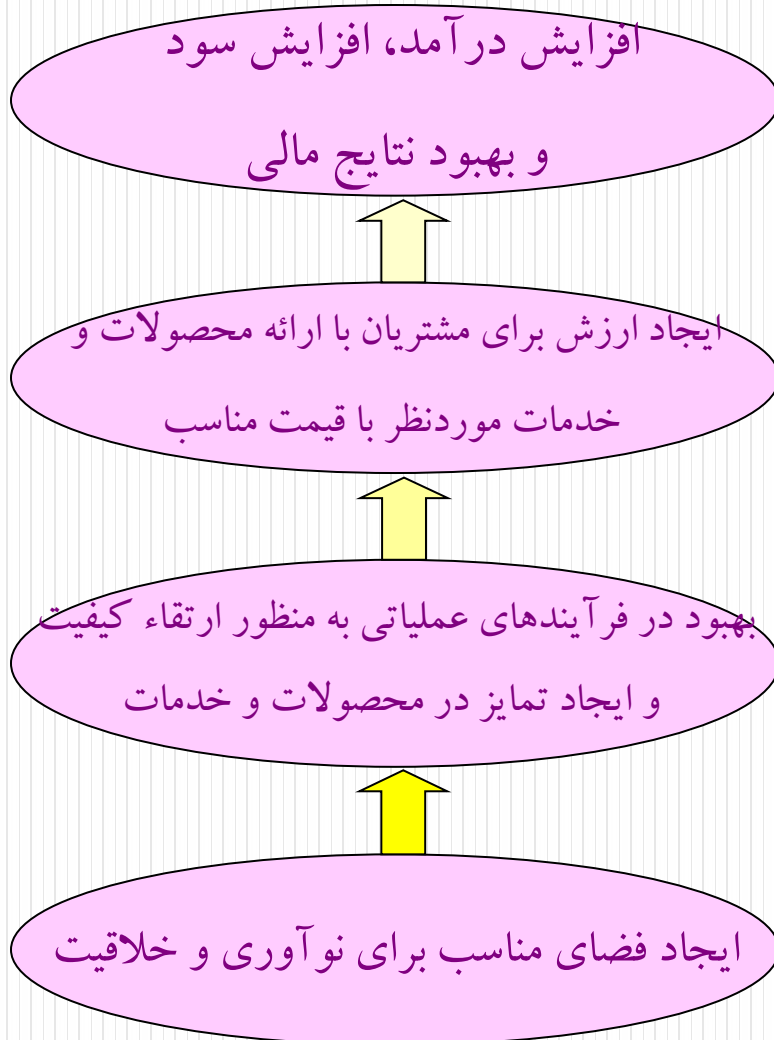 افزایش درآمد، افزایش سود
و بهبود نتایج مالی
ایجاد ارزش برای مشتریان با ارائه محصولات و
خدمات موردنظر با قیمت مناسب
بهبود در فرآیندهای عملیاتی به منظور ارتقاء کیفیت
و ایجاد تمایز در محصولات و خدمات
ایجاد فضای مناسب برای نوآوری و خلاقیت